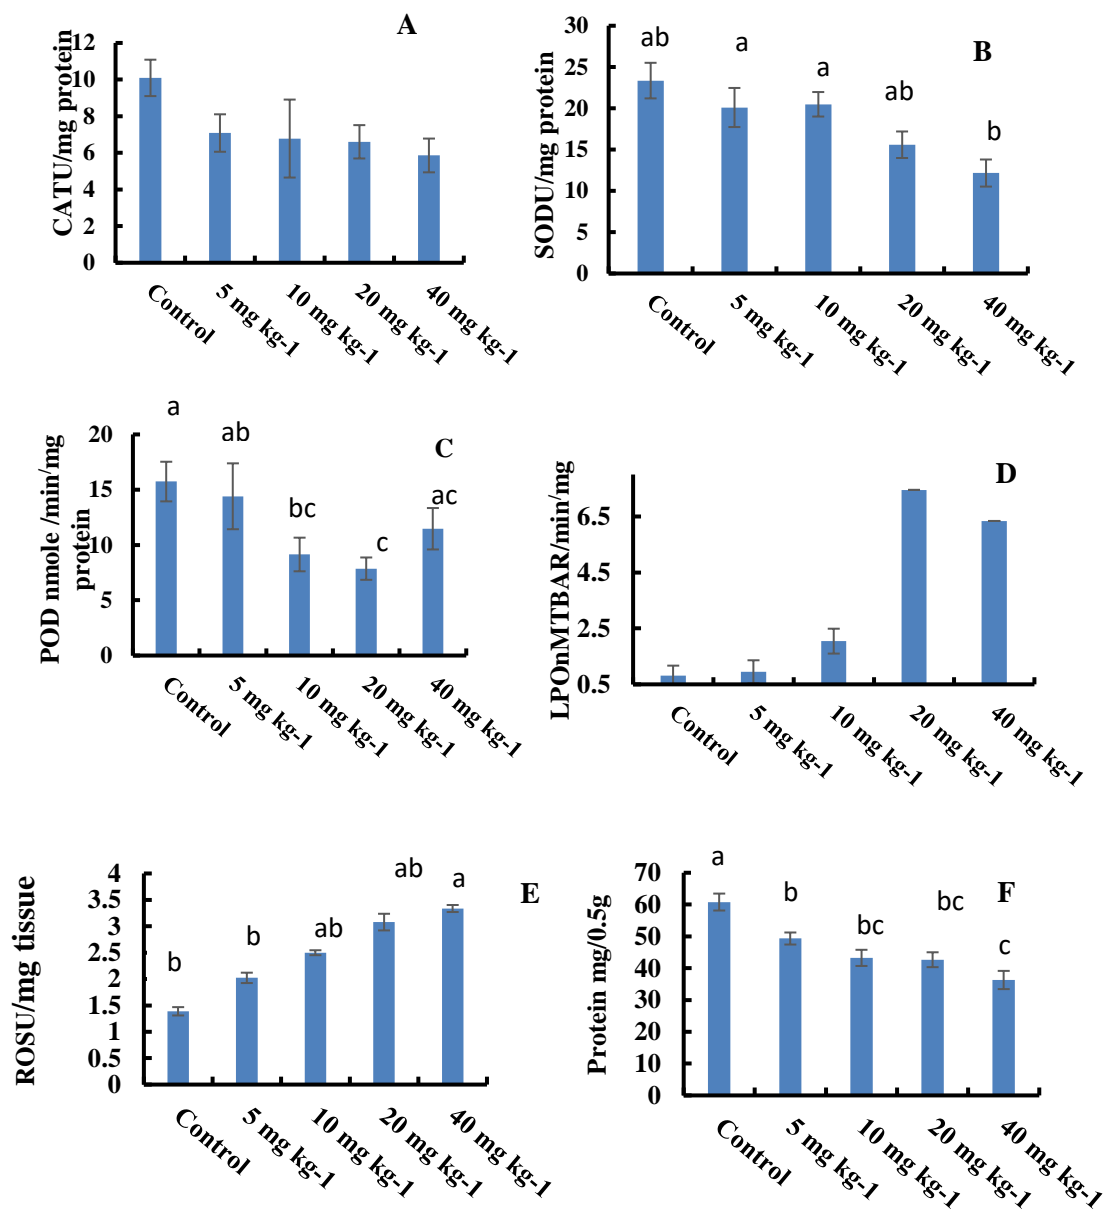 A
CATU/mg protein
12
10
8
6
4
2
0
Control
5 mg kg-1
10 mg kg-1
20 mg kg-1
40 mg kg-1
B
SODU/mg protein
30
25
20
15
10
5
0
ab
a
a
ab
b
Control
5 mg kg-1
10 mg kg-1
20 mg kg-1
40 mg kg-1
C
POD nmole /min/mg
protein
20
15
10
5
0
a
ab
bc
c
ac
Control
5 mg kg-1
10 mg kg-1
20 mg kg-1
40 mg kg-1
D
LPOnMTBAR/min/mg
6.5
4.5
2.5
0.5
Control
5 mg kg-1
10 mg kg-1
20 mg kg-1
40 mg kg-1
E
ROSU/mg tissue
4
3.5
3
2.5
2
1.5
1
0.5
0
b
b
ab
ab
a
Control
5 mg kg-1
10 mg kg-1
20 mg kg-1
40 mg kg-1
F
Protein mg/0.5g
70
60
50
40
30
20
10
0
a
b
bc
bc
c
Control
5 mg kg-1
10 mg kg-1
20 mg kg-1
40 mg kg-1